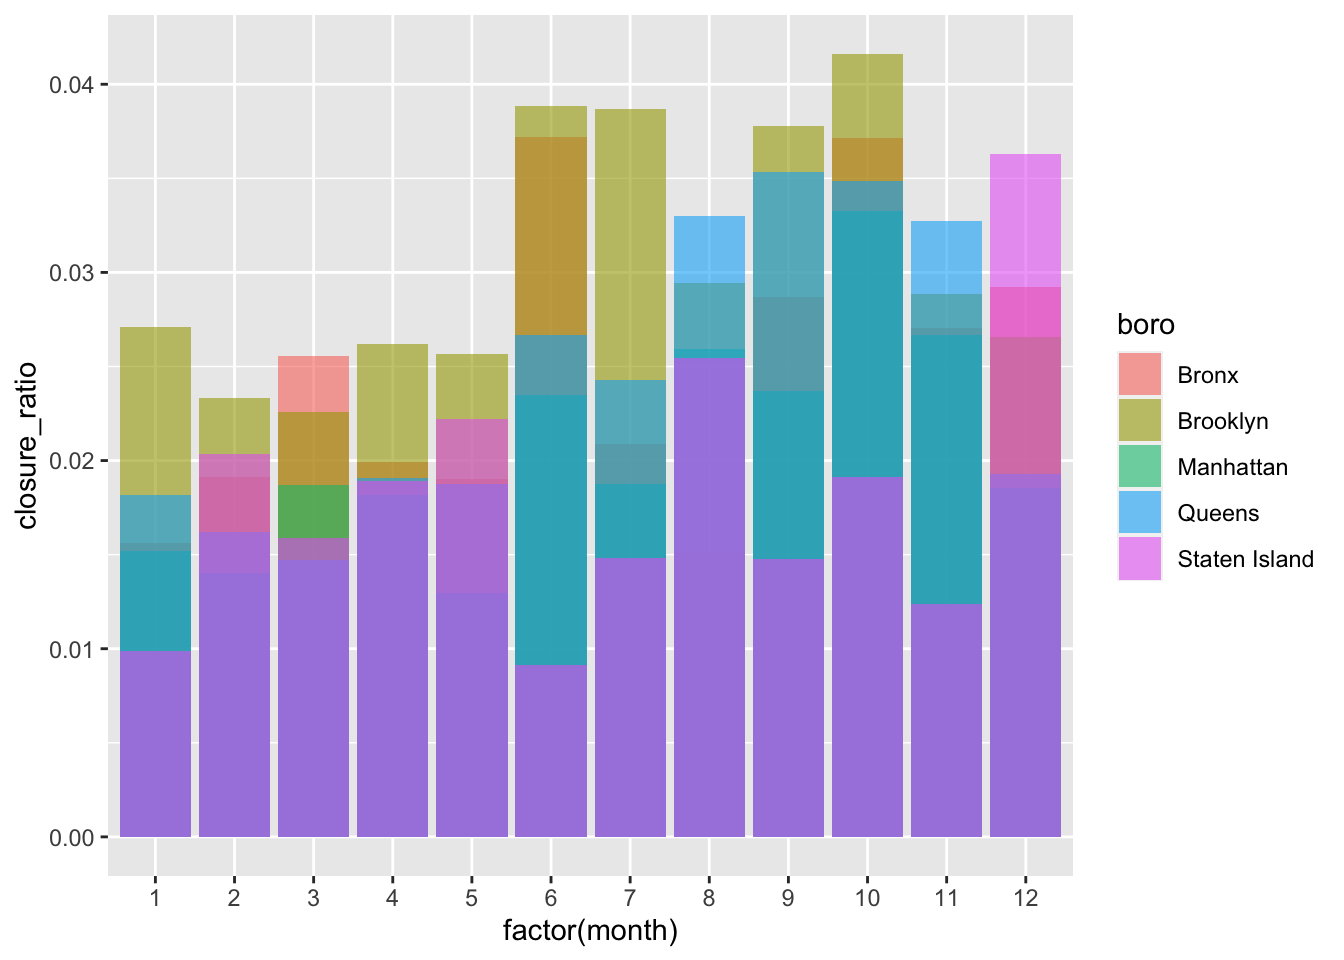 0.04
0.03
0.02
0.01
0.00
closure_ratio
1 2 3 4 5 6 7 8 9 10 11 12
factor(month)
boro
Bronx
Brooklyn
Manhattan
Queens
Staten Island